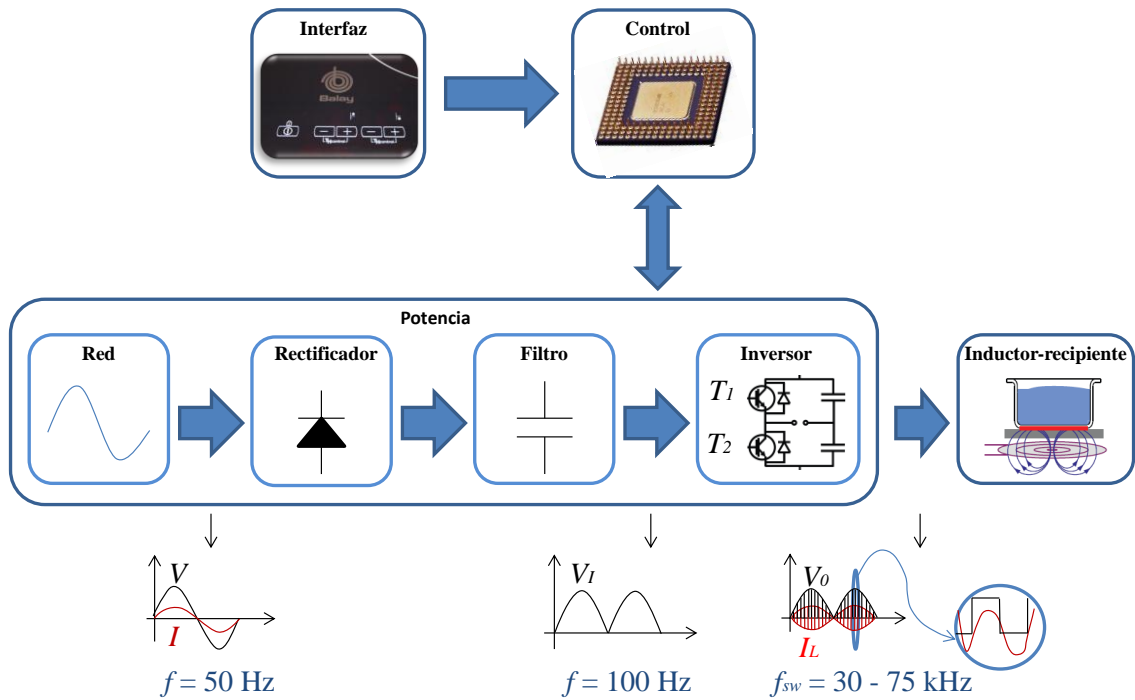 Interfaz
Control
Balay
Potencia
Red
Rectificador
Filtro
Inversor
Inductor-recipiente
T1
T2
V
I
VI
V0
IL
f = 50 Hz
f = 100 Hz
fsw = 30 - 75 kHz